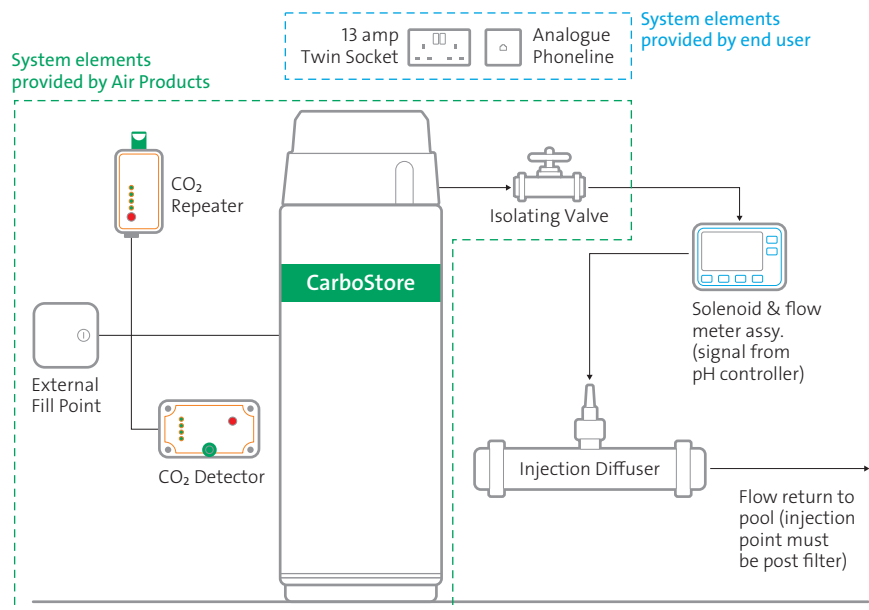 System elements
provided by Air Products
13 amp
Twin Socket
Analogue
Phoneline
System elements
provided by end user
CO₂
Repeater
Isolating Valve
CarboStore
External
Fill Point
CO₂ Detector
Solenoid & flow
meter assy.
(signal from
pH controller)
Injection Diffuser
Flow return to
pool (injection
point must
be post filter)